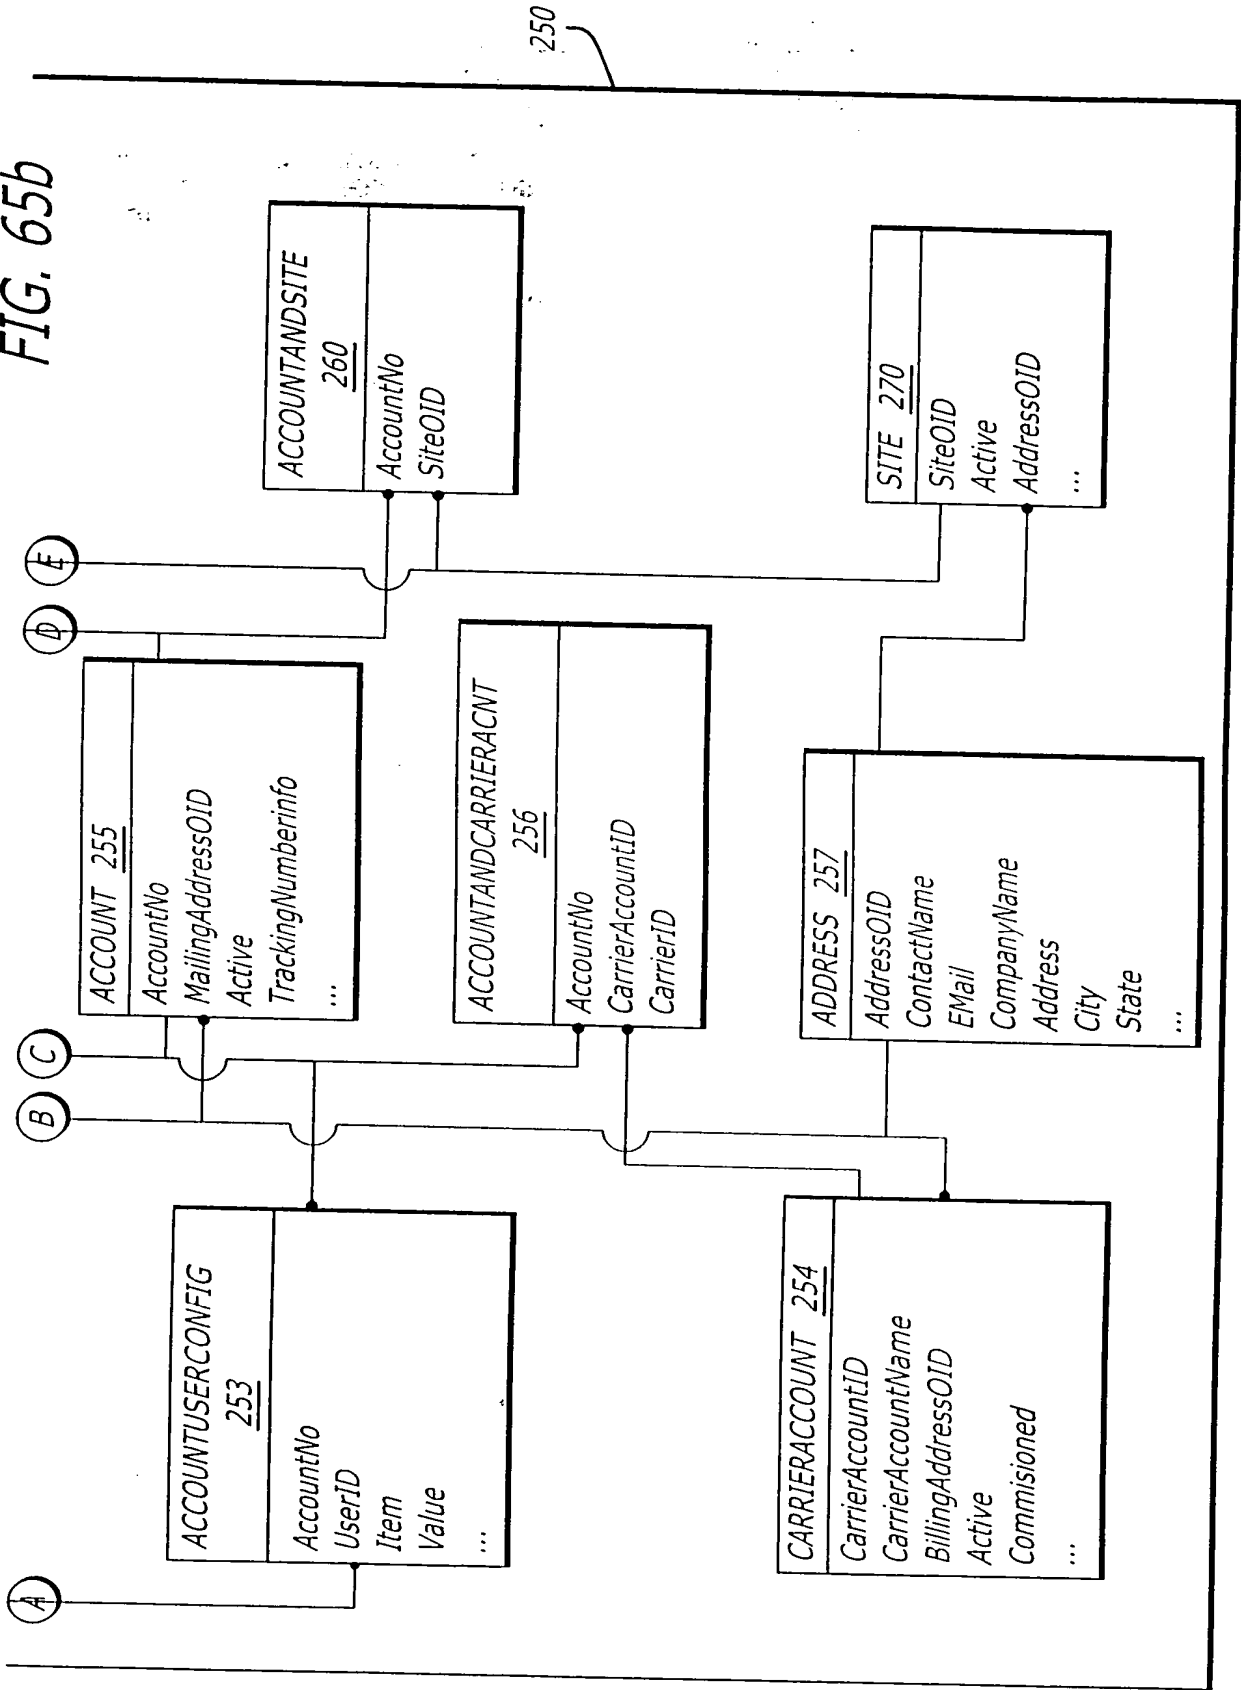 FIG. 65b
250
A
B
C
D
E
ACCOUNTUSERCONFIG
253
AccountNo
UserID
Item
Value
...
ACCOUNT 255
AccountNo
MailingAddressOID
Active
TrackingNumberinfo
...
ACCOUNTANDSITE
260
AccountNo
SiteOID
ACCOUNTANDCARRIERACNT
256
AccountNo
CarrierAccountID
CarrierID
CARRIERACCOUNT 254
CarrierAccountID
CarrierAccountName
BillingAddressOID
Active
Commisioned
...
ADDRESS 257
AddressOID
ContactName
EMail
CompanyName
Address
City
State
...
SITE 270
SiteOID
Active
AddressOID
...